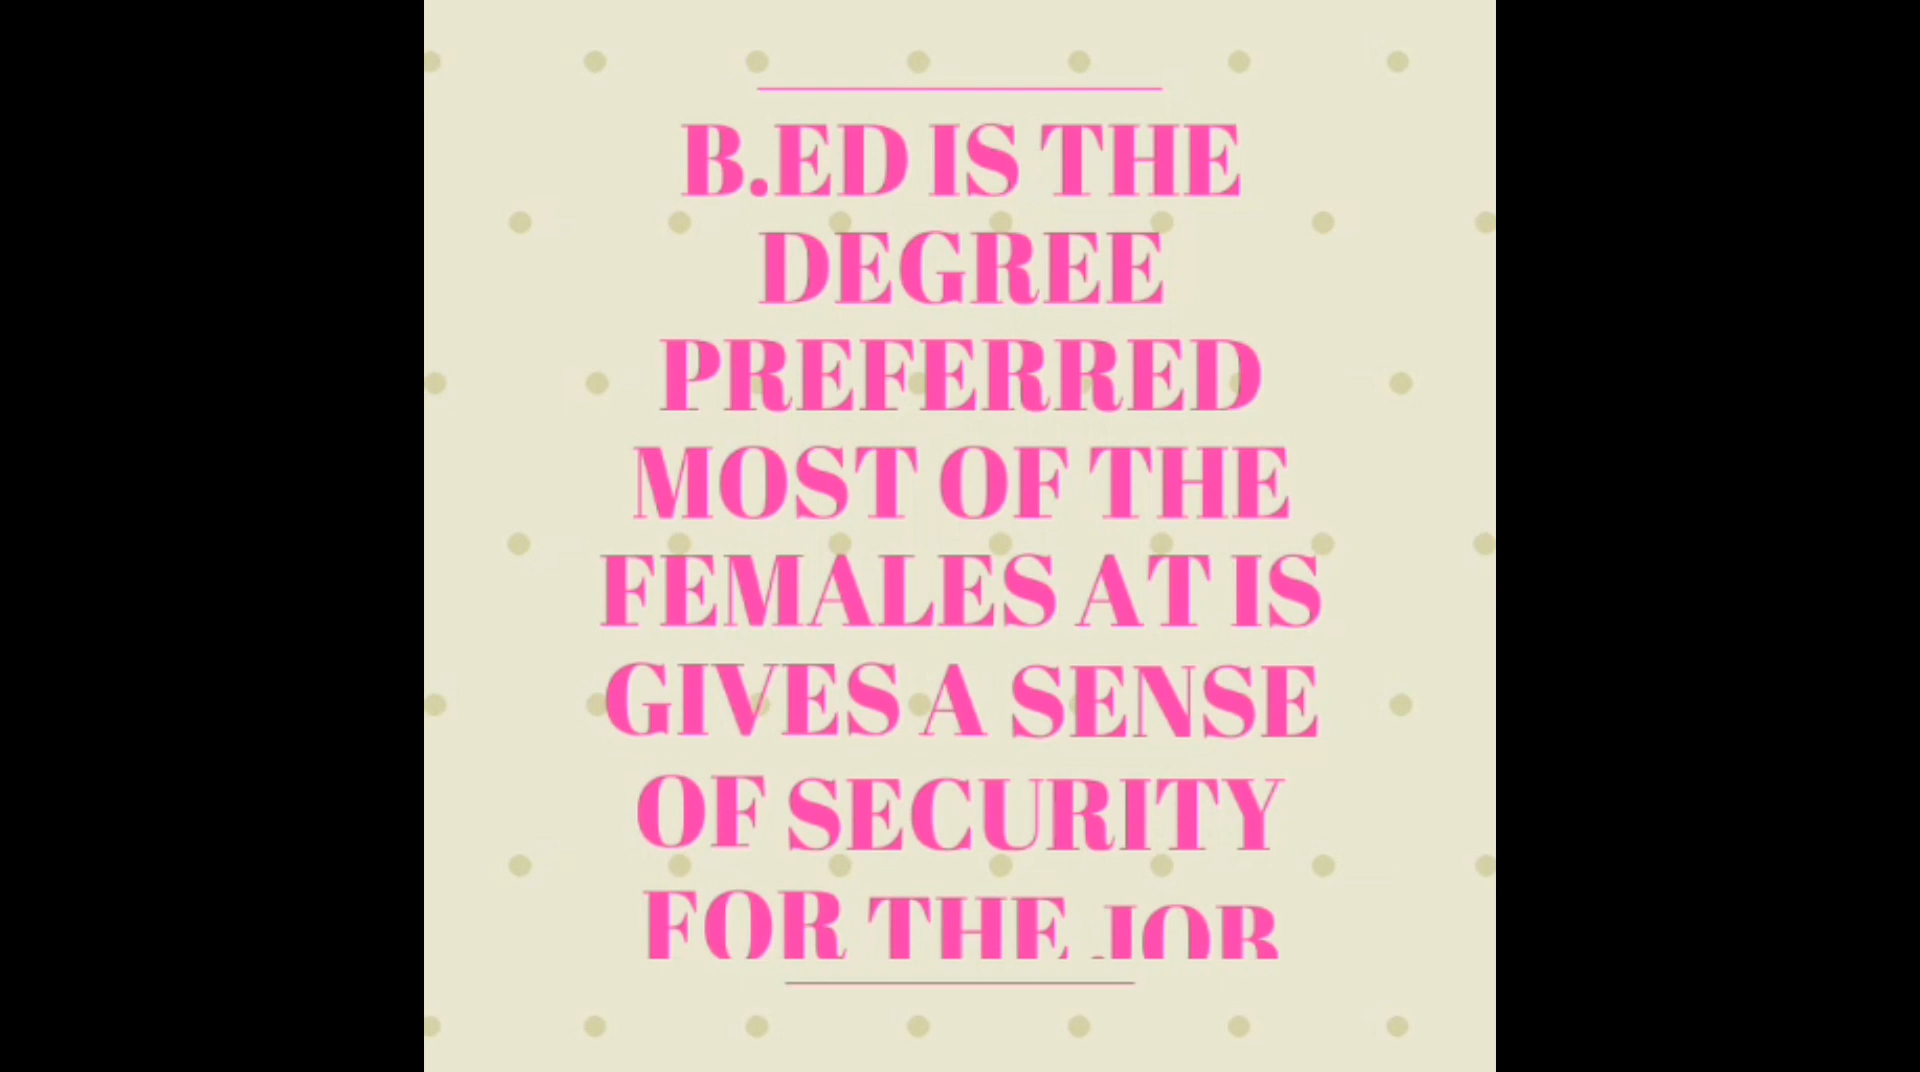 B.ED IS THE
DEGREE
PREFERRED
MOST OF THE
FEMALES AT IS
GIVES A SENSE
OF SECURITY
FOR THE JOB